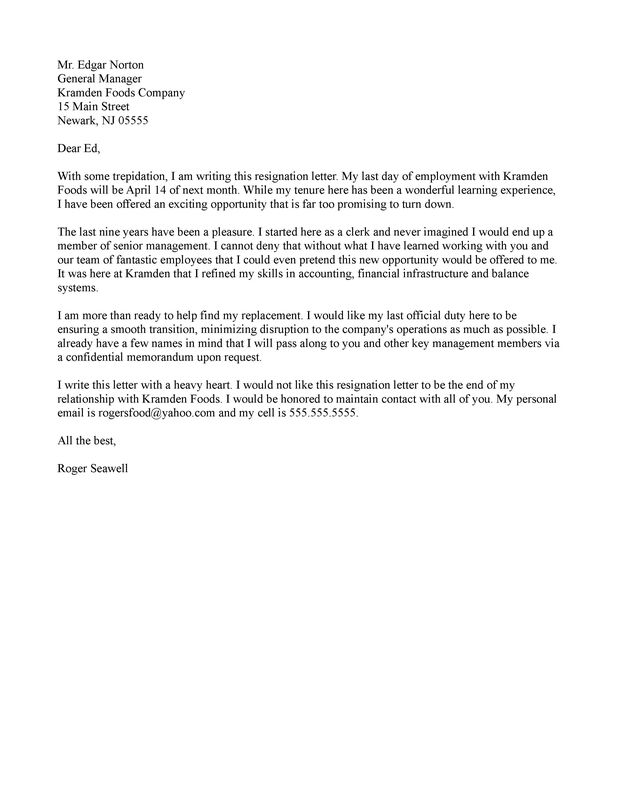 Mr. Edgar Norton
General Manager
Kramden Foods Company
15 Main Street
Newark, NJ 05555
Dear Ed,
With some trepidation, I am writing this resignation letter. My last day of employment with Kramden
Foods will be April 14 of next month. While my tenure here has been a wonderful learning experience,
I have been offered an exciting opportunity that is far too promising to turn down.
The last nine years have been a pleasure. I started here as a clerk and never imagined I would end up a
member of senior management. I cannot deny that without what I have learned working with you and
our team of fantastic employees that I could even pretend this new opportunity would be offered to me.
It was here at Kramden that I refined my skills in accounting, financial infrastructure and balance
systems.
I am more than ready to help find my replacement. I would like my last official duty here to be
ensuring a smooth transition, minimizing disruption to the company's operations as much as possible. I
already have a few names in mind that I will pass along to you and other key management members via
a confidential memorandum upon request.
I write this letter with a heavy heart. I would not like this resignation letter to be the end of my
relationship with Kramden Foods. I would be honored to maintain contact with all of you. My personal
email is rogersfood@yahoo.com and my cell is 555.555.5555.
All the best,
Roger Seawell